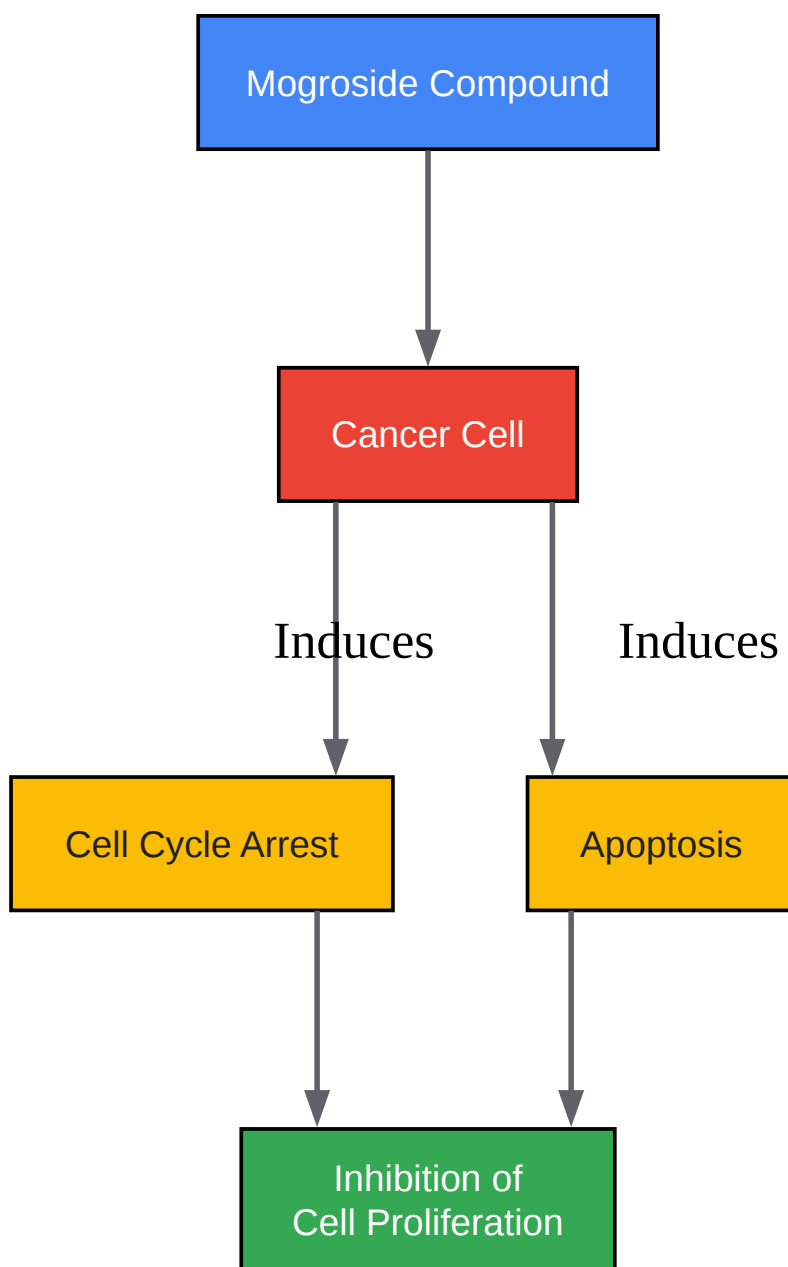 Mogroside Compound
Cancer Cell
Induces
Induces
Cell Cycle Arrest
Apoptosis
Inhibition of
Cell Proliferation